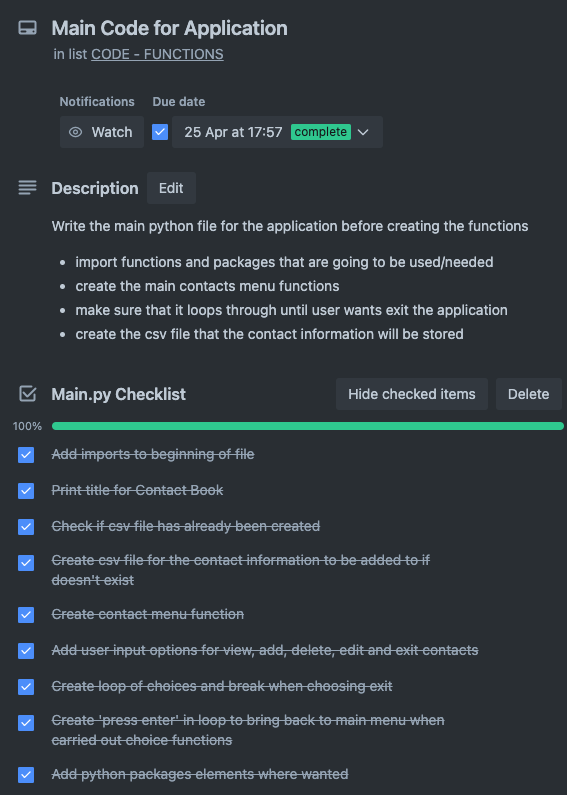 Main Code for Application
in list CODE - FUNCTIONS
Notifications
Due date
Watch
25 Apr at 17:57 complete
Description
Edit
Write the main python file for the application before creating the functions
• import functions and packages that are going to be used/needed
• create the main contacts menu functions
• make sure that it loops through until user wants exit the application
• create the csv file that the contact information will be stored
Main.py Checklist
Hide checked items
Delete
100%
Add imports to beginning of file
Print title for Contact Book
Check if csv file has already been created
Create csv file for the contact information to be added to if
doesn't exist
Create contact menu function
Add user input options for view, add, delete, edit and exit contacts
Create loop of choices and break when choosing exit
Create 'press enter' in loop to bring back to main menu when
carried out choice functions
Add python packages elements where wanted